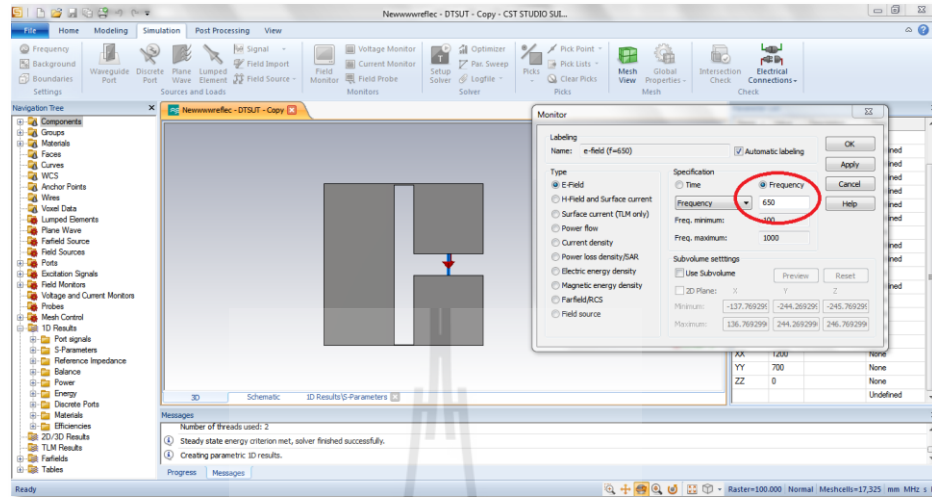 Newwwwreflec - DTSUT - Copy - CST STUDIO SUI...
File Home Modeling Simulation Post Processing View
Frequency
Background
Boundaries
Settings
Waveguide Port
Discrete Port
Plane Wave
Lumped Element
Signal
Field Import
Field Source
Sources and Loads
Field Monitor
Voltage Monitor
Current Monitor
Field Probe
Monitors
Setup Solver
Optimizer
Par. Sweep
Logfile
Solver
Picks
Pick Point
Pick Lists
Clear Picks
Picks
Mesh View
Global Properties
Mesh
Intersection Check
Electrical Connections
Check
Navigation Tree
Components
Groups
Materials
Faces
Curves
WCS
Anchor Points
Wires
Voxel Data
Lumped Elements
Plane Wave
Farfield Source
Field Sources
Ports
Excitation Signals
Field Monitors
Voltage and Current Monitors
Probes
Mesh Control
1D Results
Port signals
S-Parameters
Reference Impedance
Balance
Power
Energy
Discrete Ports
Materials
Efficiencies
2D/3D Results
TLM Results
Farfields
Tables
Newwwwreflec - DTSUT - Copy
3D Schematic 1D Results\S-Parameters
Monitor
Labeling
Name: e-field (f=650) Automatic labeling
OK
Apply
Cancel
Help
Type
E-Field
H-Field and Surface current
Surface current (TLM only)
Power flow
Current density
Power loss density/SAR
Electric energy density
Magnetic energy density
Farfield/RCS
Field source
Specification
Time Frequency
Frequency 650
Freq. minimum: 100
Freq. maximum: 1000
Subvolume setttings
Use Subvolume Preview Reset
2D Plane: X Y Z
Minimum: -137.769299 -244.269299 -245.769299
Maximum: 136.769299 244.269299 246.769299
XX 1200 None
YY 700 None
ZZ 0 None
Undefined
Messages
Number of threads used: 2
Steady state energy criterion met, solver finished successfully.
Creating parametric 1D results.
Progress Messages
Ready
Raster=100.000 Normal Meshcells=17,325 mm MHz s